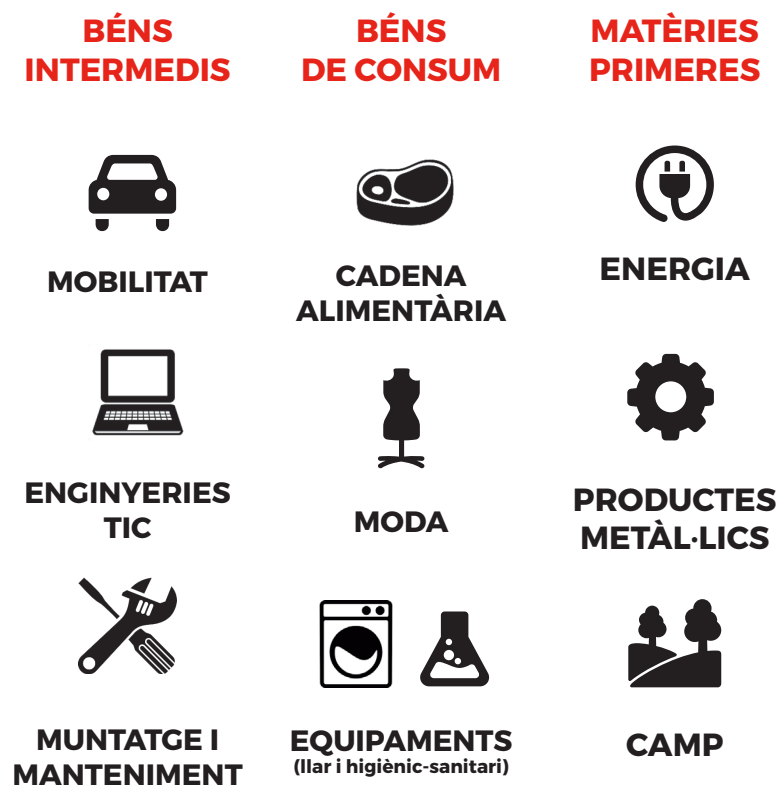 BÉNS
INTERMEDIS
BÉNS
DE CONSUM
MATÈRIES
PRIMERES
MOBILITAT
CADENA
ALIMENTÀRIA
ENERGIA
ENGINYERIES
TIC
MODA
PRODUCTES
METÀL·LICS
MUNTATGE I
MANTENIMENT
EQUIPAMENTS
(llar i higiènic-sanitari)
CAMP